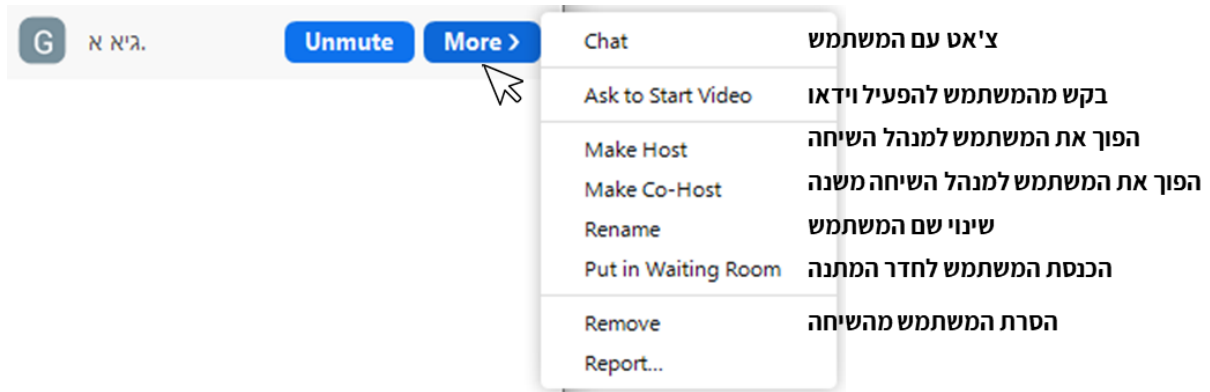 G גיא א. Unmute More >
Chat צ'אט עם המשתמש
Ask to Start Video בקש מהמשתמש להפעיל וידאו
Make Host הפוך את המשתמש למנהל השיחה
Make Co-Host הפוך את המשתמש למנהל השיחה משנה
Rename שינוי שם המשתמש
Put in Waiting Room הכנסת המשתמש לחדר המתנה
Remove הסרת המשתמש מהשיחה
Report...